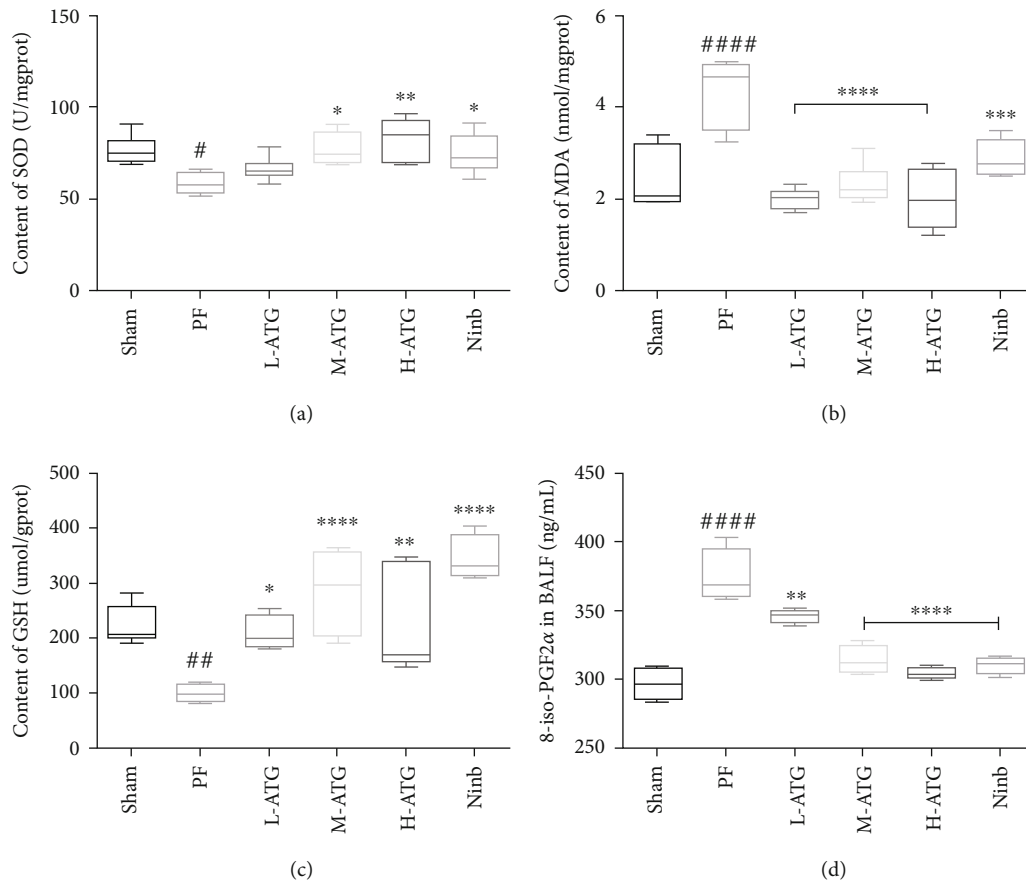 150
100
50
0
Content of SOD (U/mgprot)
#
*
**
*
Sham
PF
L-ATG
M-ATG
H-ATG
Ninb
(a)
6
4
2
0
Content of MDA (nmol/mgprot)
####
****
***
Sham
PF
L-ATG
M-ATG
H-ATG
Ninb
(b)
500
400
300
200
100
0
Content of GSH (umol/gprot)
##
*
****
**
****
Sham
PF
L-ATG
M-ATG
H-ATG
Ninb
(c)
450
400
350
300
250
8-iso-PGF2α in BALF (ng/mL)
####
**
****
Sham
PF
L-ATG
M-ATG
H-ATG
Ninb
(d)